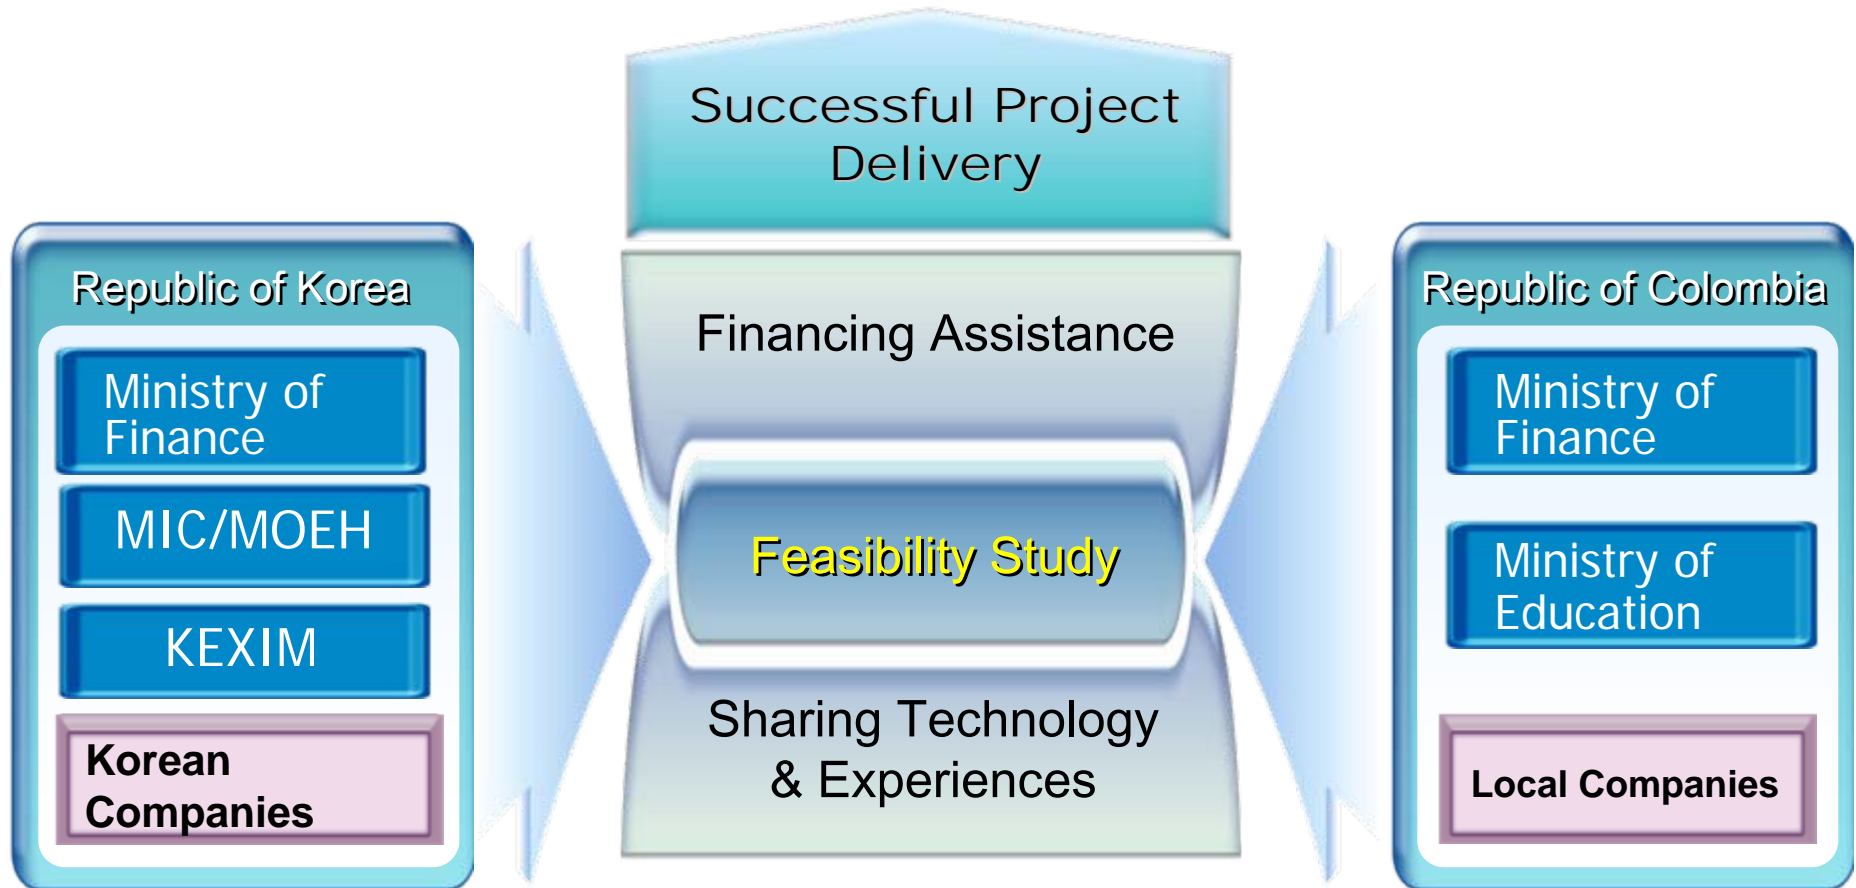 Successful Project
Delivery
Republic of Korea
Ministry of
Finance
MIC/MOEH
KEXIM
Korean
Companies
Financing Assistance
Feasibility Study
Sharing Technology
& Experiences
Republic of Colombia
Ministry of
Finance
Ministry of
Education
Local Companies